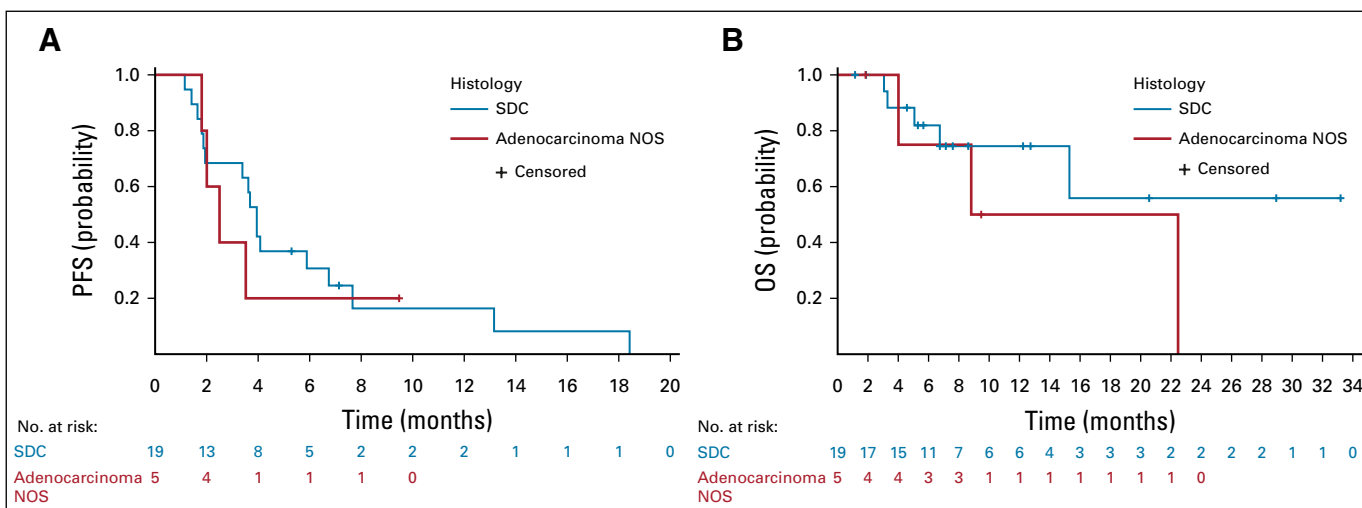 A
PFS (probability)
1.0
0.8
0.6
0.4
0.2
Histology
SDC
Adenocarcinoma NOS
+ Censored
0 2 4 6 8 10 12 14 16 18 20
Time (months)
No. at risk:
SDC 19 13 8 5 2 2 2 1 1 1 0
Adenocarcinoma 5 4 1 1 1 0
NOS
B
OS (probability)
1.0
0.8
0.6
0.4
0.2
Histology
SDC
Adenocarcinoma NOS
+ Censored
0 2 4 6 8 10 12 14 16 18 20 22 24 26 28 30 32 34
Time (months)
No. at risk:
SDC 19 17 15 11 7 6 6 4 3 3 3 2 2 2 2 1 1 0
Adenocarcinoma 5 4 4 3 3 1 1 1 1 1 1 1 0
NOS